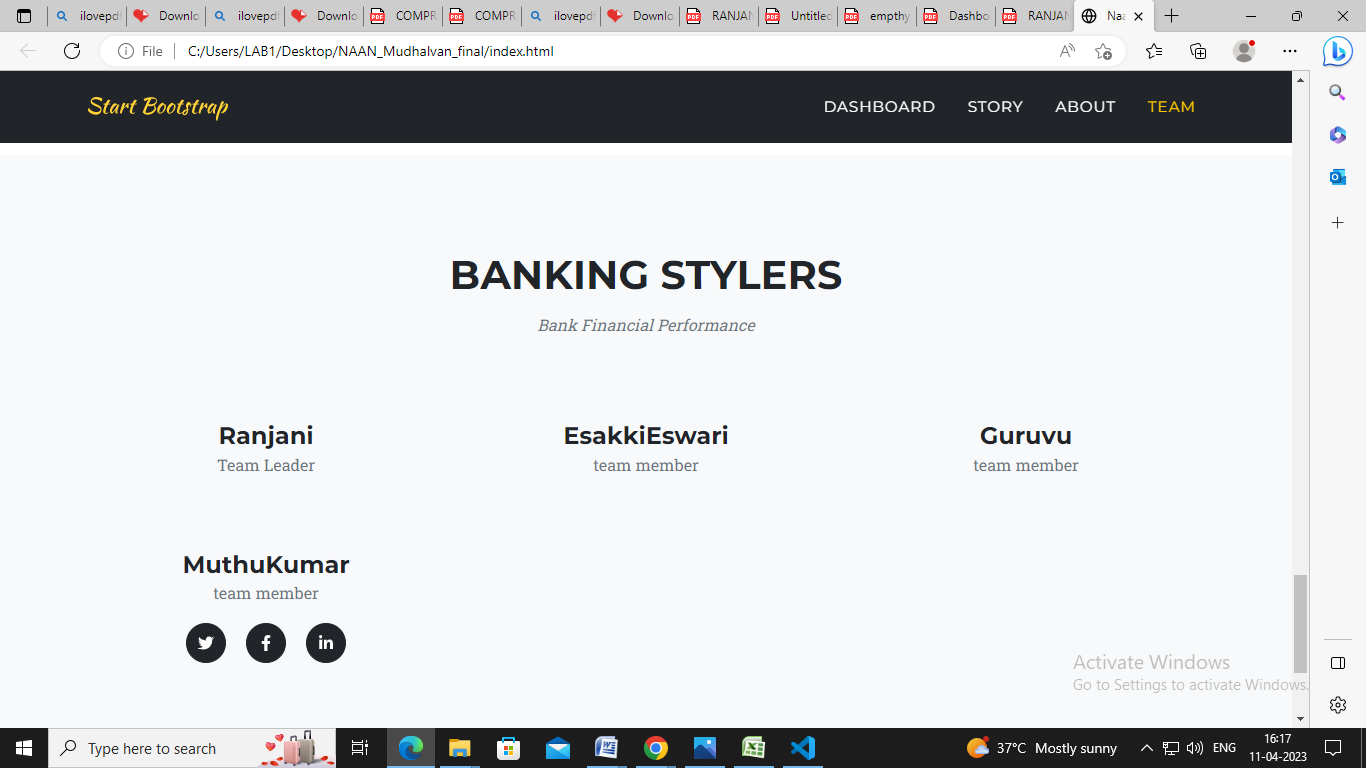 ilovepdf
Downlo
ilovepdf
Downlo
COMPR
COMPR
ilovepdf
Downlo
RANJAN
Untitled
empthy
Dashbo
RANJAN
Naa
File
C:/Users/LAB1/Desktop/NAAN_Mudhalvan_final/index.html
Start Bootstrap
DASHBOARD STORY ABOUT TEAM
BANKING STYLERS
Bank Financial Performance
Ranjani
Team Leader
EsakkiEswari
team member
Guruvu
team member
MuthuKumar
team member
Activate Windows
Go to Settings to activate Windows.
Type here to search
37°C Mostly sunny
ENG
16:17
11-04-2023